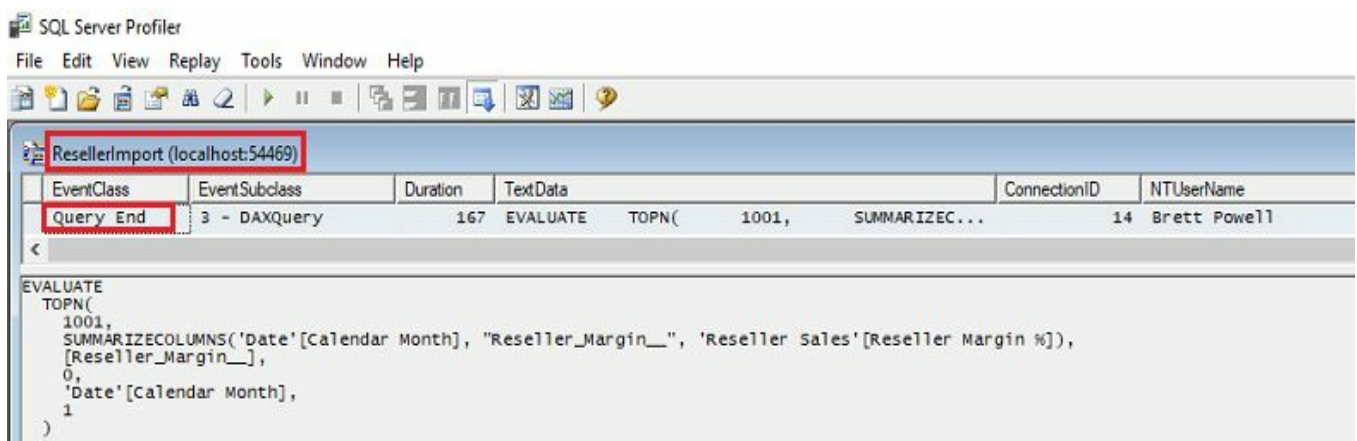 SQL Server Profiler
File Edit View Replay Tools Window Help
ResellerImport (localhost:54469)
EventClass EventSubclass Duration TextData ConnectionID NTUserName
Query End 3 - DAXQuery 167 EVALUATE TOPN( 1001, SUMMARIZEC... 14 Brett Powell
EVALUATE
TOPN(
1001,
SUMMARIZECOLUMNS('Date'[Calendar Month], "Reseller_Margin__", 'Reseller Sales'[Reseller Margin %]),
[Reseller_Margin__],
0,
'Date'[Calendar Month],
1
)